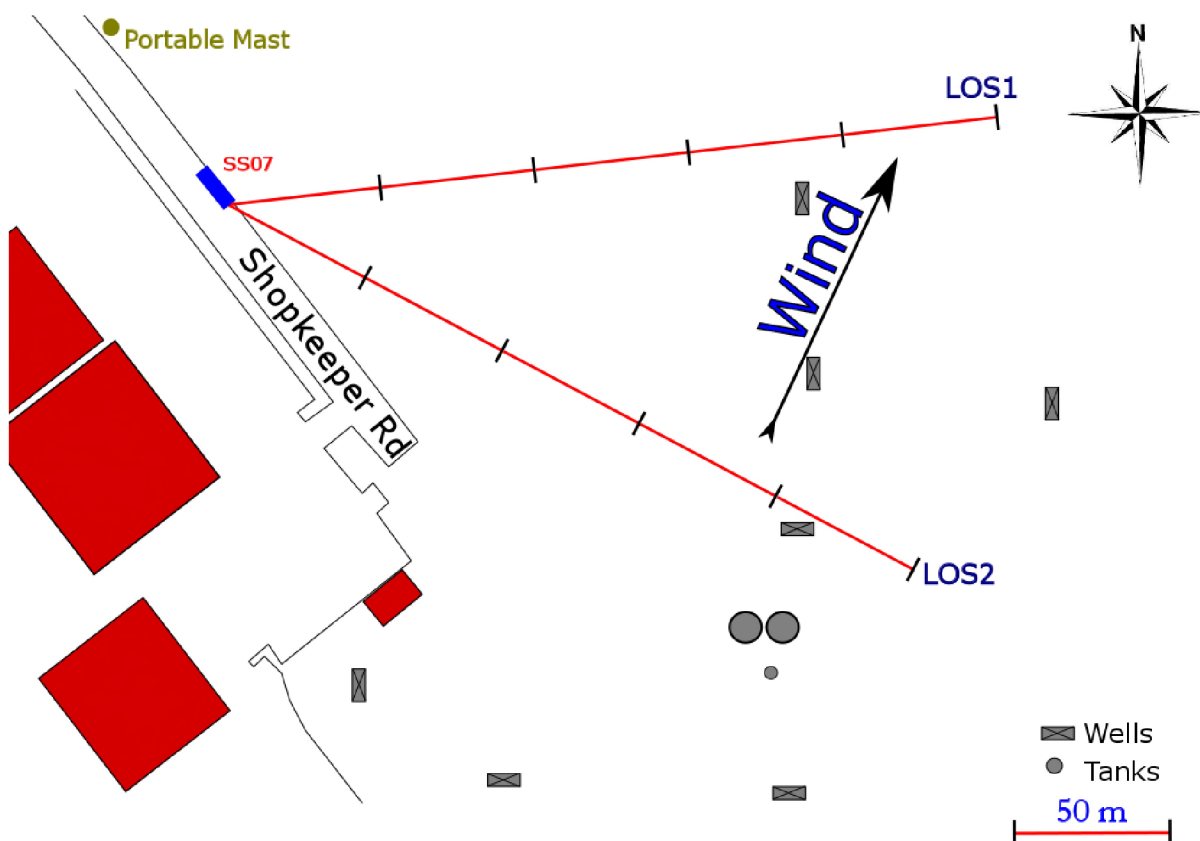 Portable Mast
N
LOS1
SS07
Wind
Shopkeeper Rd
LOS2
Wells
Tanks
50 m